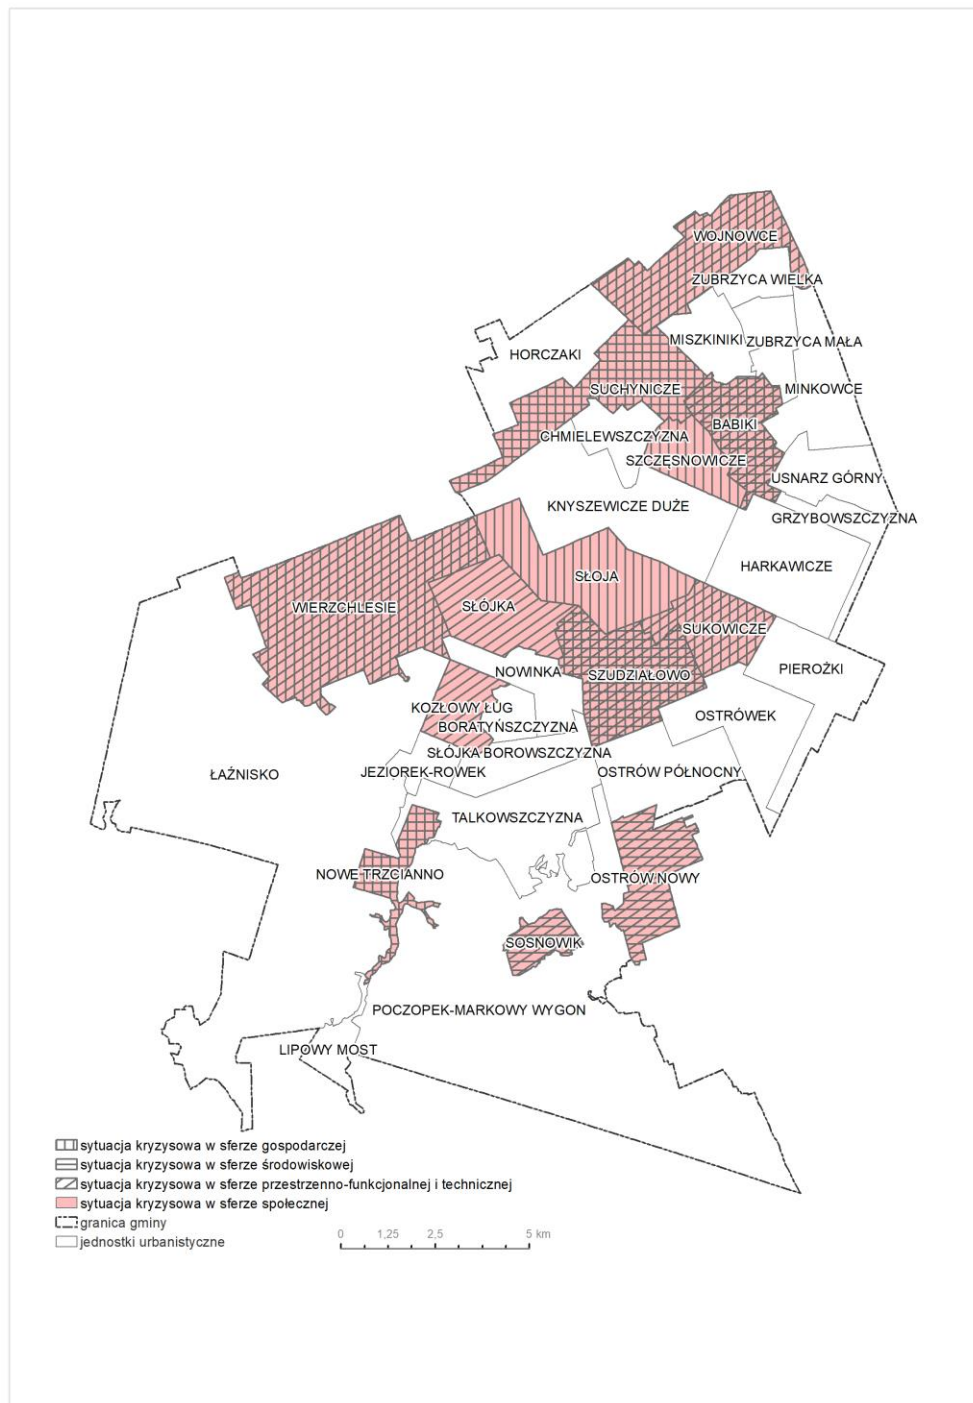 WOJNOWCE
ZUBRZYCA WIELKA
MISZKINIKI
ZUBRZYCA MAŁA
HORCZAKI
SUCHYNICZE
MINKOWCE
BABIKI
CHMIELEWSZCZYZNA
SZCZĘSNOWICZE
USNARZ GÓRNY
KNYSZEWICZE DUŻE
GRZYBOWSZCZYZNA
HARKAWICZE
SŁOJA
WIERZCHLESIE
SŁÓJKA
SUKOWICZE
NOWINKA
SZUDZIAŁOWO
PIEROŻKI
KOZŁOWY ŁUG
OSTRÓWEK
BORATYŃSZCZYZNA
SŁÓJKA BOROWSZCZYZNA
ŁAŹNISKO
JEZIOREK-ROWEK
OSTRÓW PÓŁNOCNY
TALKOWSZCZYZNA
NOWE TRZCIANNO
OSTRÓW NOWY
SOSNOWIK
POCZOPEK-MARKOWY WYGON
LIPOWY MOST
sytuacja kryzysowa w sferze gospodarczej
sytuacja kryzysowa w sferze środowiskowej
sytuacja kryzysowa w sferze przestrzenno-funkcjonalnej i technicznej
sytuacja kryzysowa w sferze społecznej
granica gminy
jednostki urbanistyczne
0 1,25 2,5 5 km